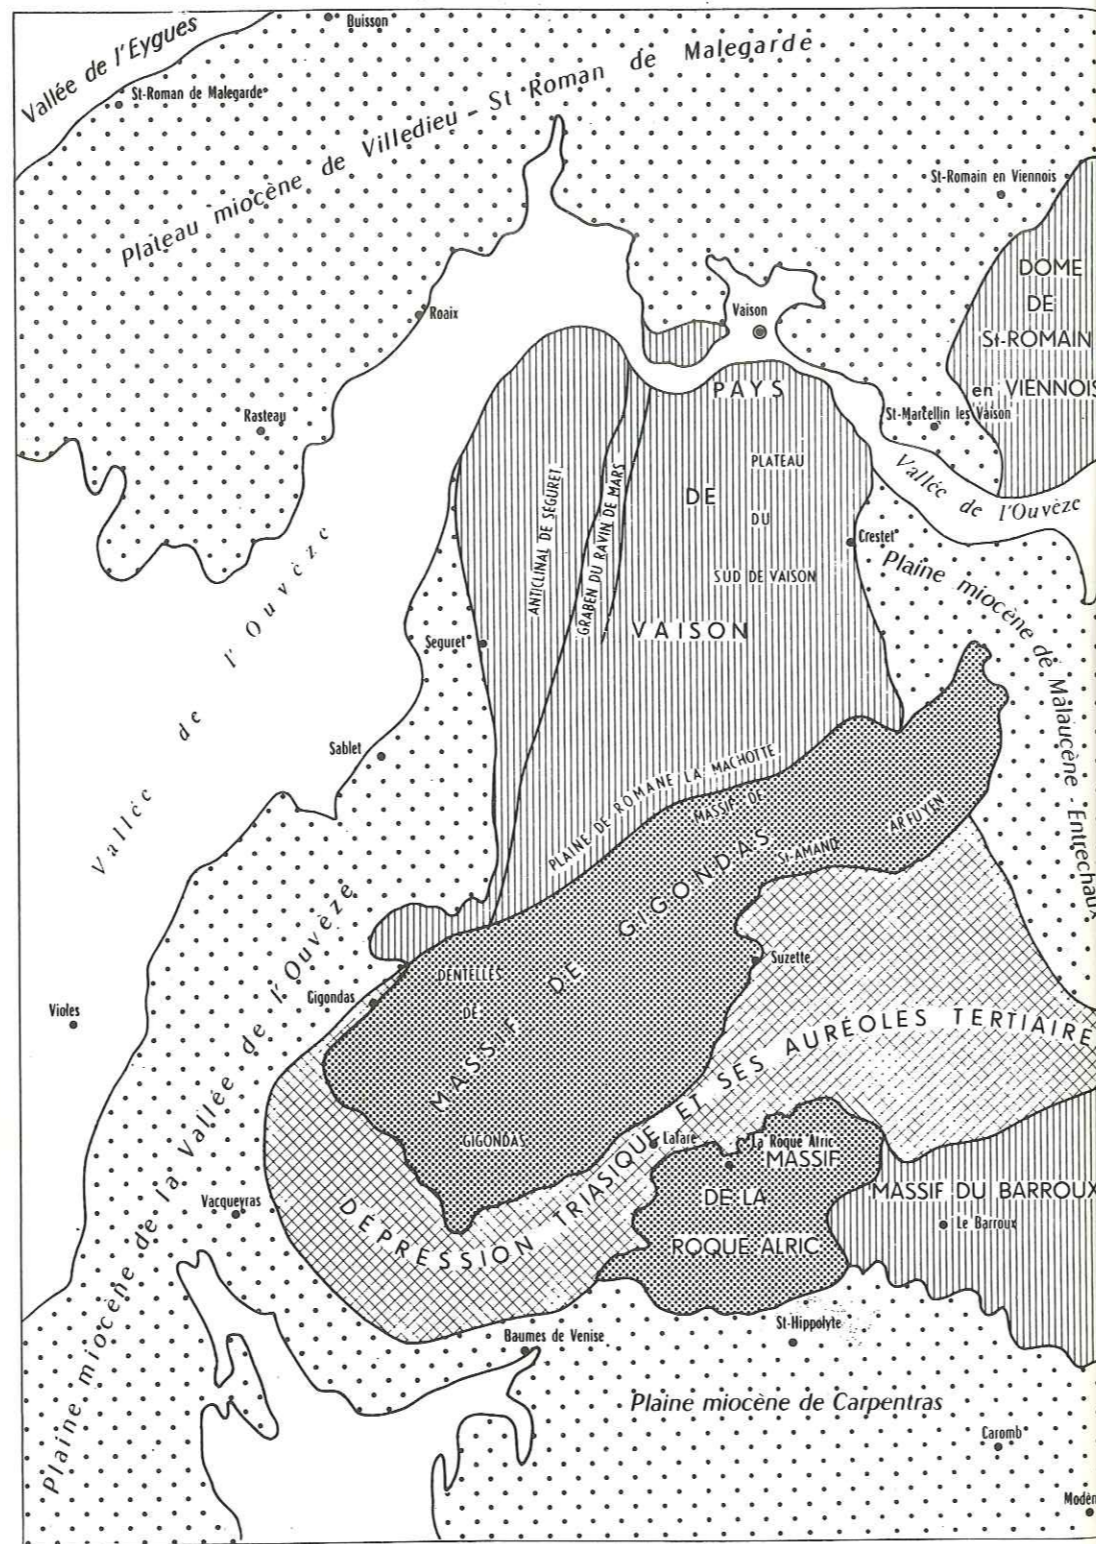 Buisson
Vallée de l'Eygues
St-Roman de Malegarde
Plateau miocène de Villedieu - St Roman de Malegarde
St-Romain en Viennois
DOME
DE
St-ROMAIN
en VIENNOIS
Roaix
Vaison
PAYS
DE
VAISON
Rasteau
St-Marcellin les Vaison
PLATEAU
DU
SUD DE VAISON
Vallée de l'Ouvèze
ANTICLINAL DE SEGURET
GRABEN DU RAVIN DE MARS
Crestet
Plaine miocène de Malaucène - Entrechaux
Vallée de l'Ouvèze
Seguret
Sablet
PLAINE DE ROMANE LA MACHOTTE
MASSIF DE
St-AMAND
ARFUYEN
MASSIF DE GIGONDAS
DENTELLES
DE
GIGONDAS
Suzette
Gigondas
Violes
Plaine miocène de la Vallée de l'Ouvèze
DÉPRESSION TRIASIQUE ET SES AURÉOLES TERTIAIRE
Lafare
La Roque Alric
MASSIF
DE LA
ROQUE-ALRIC
MASSIF DU BARROUX
Le Barroux
Vacqueyras
Baumes de Venise
St-Hippolyte
Plaine miocène de Carpentras
Caromb
Modèn